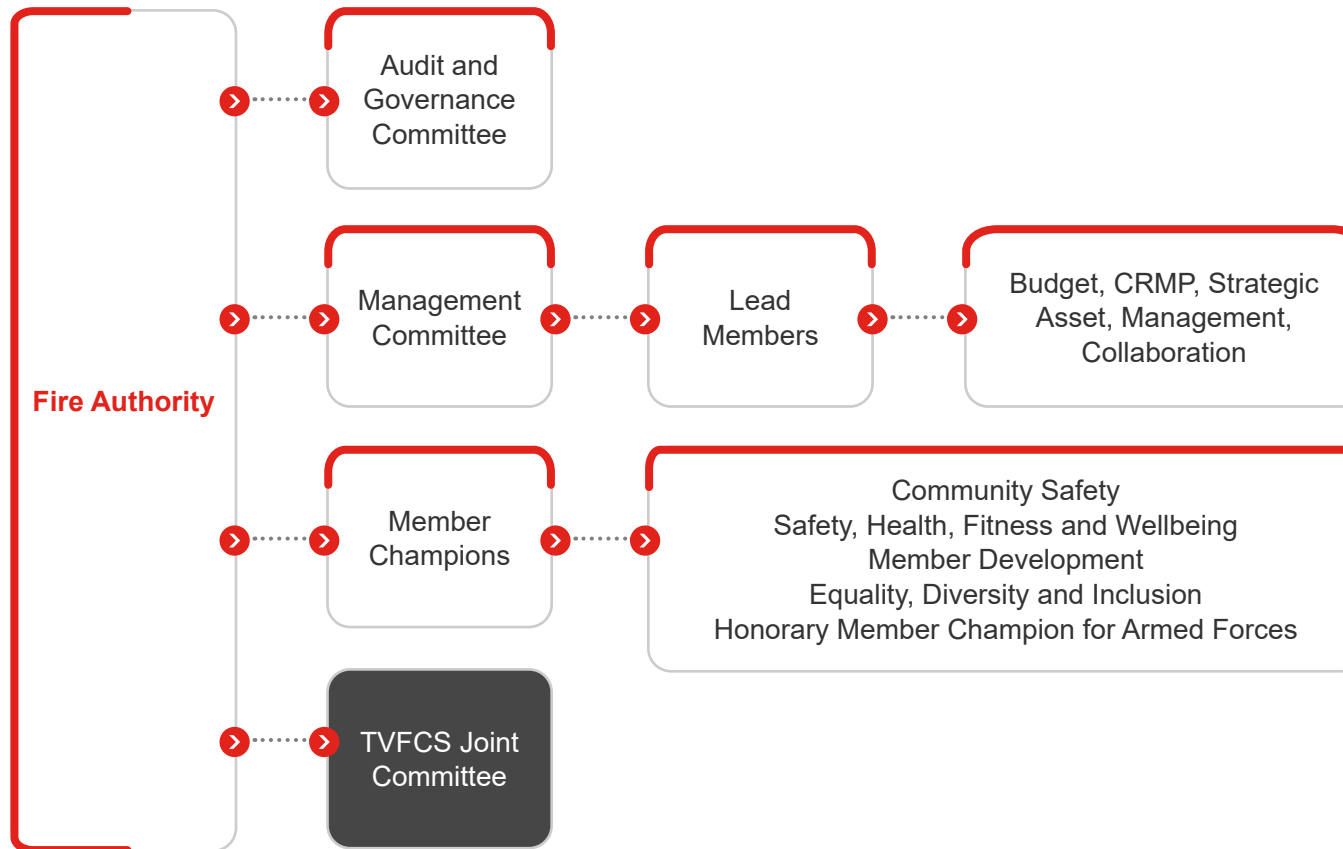 Fire Authority
Audit and
Governance
Committee
Management
Committee
Lead
Members
Budget, CRMP, Strategic
Asset, Management,
Collaboration
Member
Champions
Community Safety
Safety, Health, Fitness and Wellbeing
Member Development
Equality, Diversity and Inclusion
Honorary Member Champion for Armed Forces
TVFCS Joint
Committee